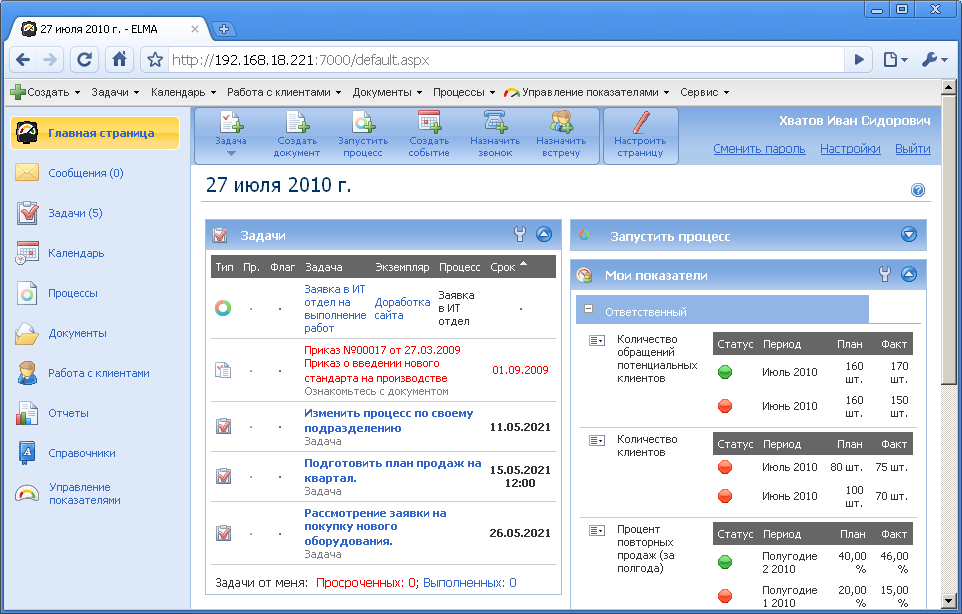 27 июля 2010 г. - ELMA
http://192.168.18.221:7000/default.aspx
Создать Задачи Календарь Работа с клиентами Документы Процессы Управление показателями Сервис
Главная страница
Сообщения (0)
Задачи (5)
Календарь
Процессы
Документы
Работа с клиентами
Отчеты
Справочники
Управление
показателями
Задача
Создать
документ
Запустить
процесс
Создать
событие
Назначить
звонок
Назначить
встречу
Настроить
страницу
Хватов Иван Сидорович
Сменить пароль Настройки Выйти
27 июля 2010 г.
Задачи
Тип Пр. Флаг Задача Экземпляр Процесс Срок
Заявка в ИТ
отдел на
выполнение
работ
Доработка
сайта
Заявка
в ИТ
отдел
Приказ №00017 от 27.03.2009
Приказ о введении нового
стандарта на производстве
Ознакомьтесь с документом
01.09.2009
Изменить процесс по своему
подразделению
Задача
11.05.2021
Подготовить план продаж на
квартал.
Задача
15.05.2021
12:00
Рассмотрение заявки на
покупку нового
оборудования.
Задача
26.05.2021
Задачи от меня: Просроченных: 0; Выполненных: 0
Запустить процесс
Мои показатели
Ответственный
Количество
обращений
потенциальных
клиентов
Статус Период План Факт
Июль 2010 160 шт. 170 шт.
Июнь 2010 160 шт. 150 шт.
Количество
клиентов
Статус Период План Факт
Июль 2010 80 шт. 75 шт.
Июнь 2010 100 шт. 70 шт.
Процент
повторных
продаж (за
полгода)
Статус Период План Факт
Полугодие 2 2010 40,00 % 46,00 %
Полугодие 1 2010 20,00 % 15,00 %